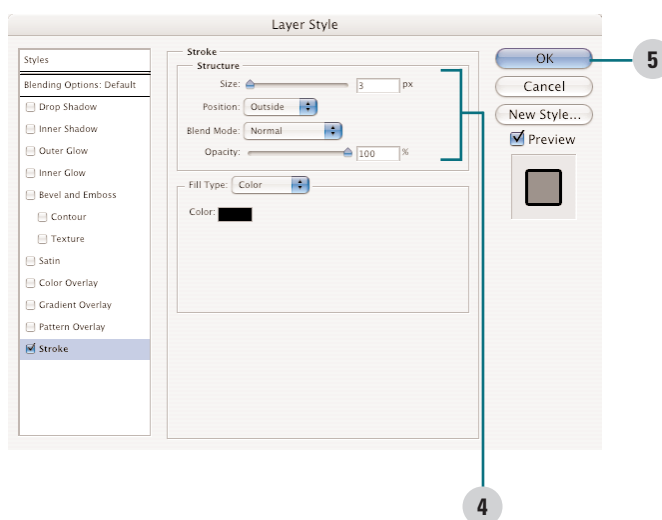 Layer Style
Styles
Blending Options: Default
Drop Shadow
Inner Shadow
Outer Glow
Inner Glow
Bevel and Emboss
Contour
Texture
Satin
Color Overlay
Gradient Overlay
Pattern Overlay
Stroke
Stroke
Structure
Size: 3 px
Position: Outside
Blend Mode: Normal
Opacity: 100 %
Fill Type: Color
Color:
OK
Cancel
New Style...
Preview
5
4